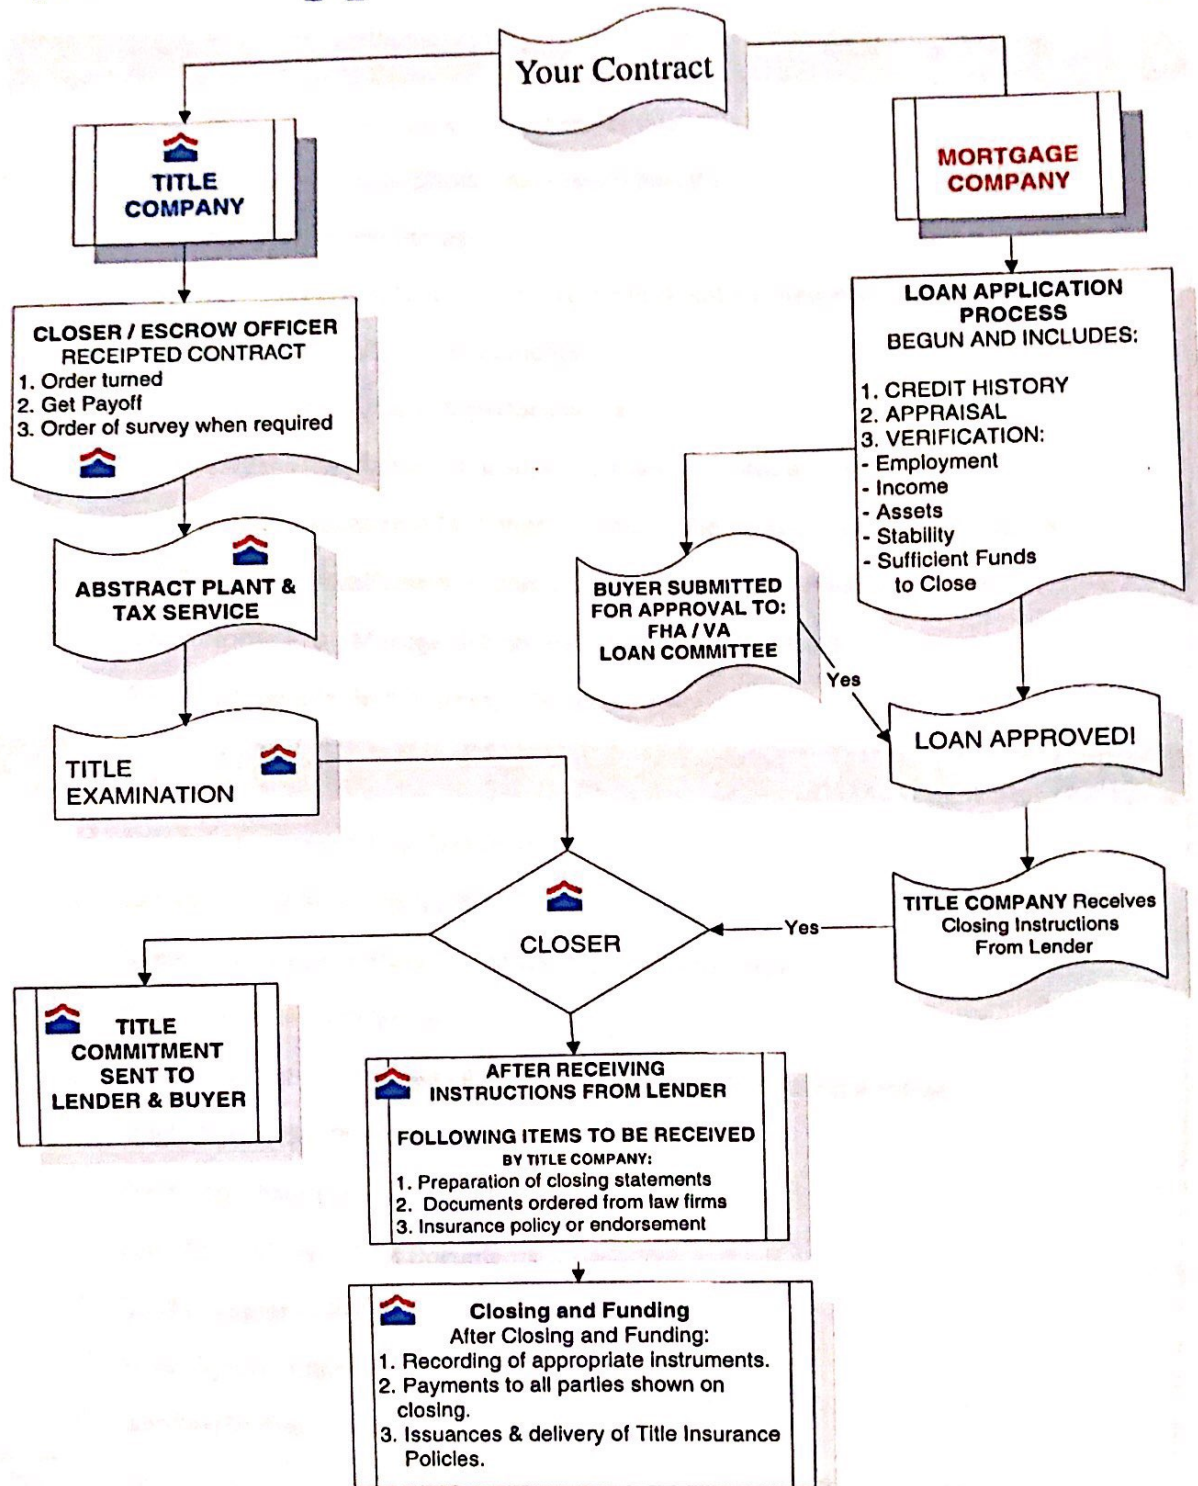 Your Contract
TITLE
COMPANY
MORTGAGE
COMPANY
CLOSER / ESCROW OFFICER
RECEIPTED CONTRACT
1. Order turned
2. Get Payoff
3. Order of survey when required
LOAN APPLICATION
PROCESS
BEGUN AND INCLUDES:
1. CREDIT HISTORY
2. APPRAISAL
3. VERIFICATION:
- Employment
- Income
- Assets
- Stability
- Sufficient Funds
to Close
ABSTRACT PLANT &
TAX SERVICE
BUYER SUBMITTED
FOR APPROVAL TO:
FHA / VA
LOAN COMMITTEE
Yes
LOAN APPROVED!
TITLE
EXAMINATION
CLOSER
Yes
TITLE COMPANY Receives
Closing Instructions
From Lender
TITLE
COMMITMENT
SENT TO
LENDER & BUYER
AFTER RECEIVING
INSTRUCTIONS FROM LENDER
FOLLOWING ITEMS TO BE RECEIVED
BY TITLE COMPANY:
1. Preparation of closing statements
2. Documents ordered from law firms
3. Insurance policy or endorsement
Closing and Funding
After Closing and Funding:
1. Recording of appropriate instruments.
2. Payments to all parties shown on
closing.
3. Issuances & delivery of Title Insurance
Policies.